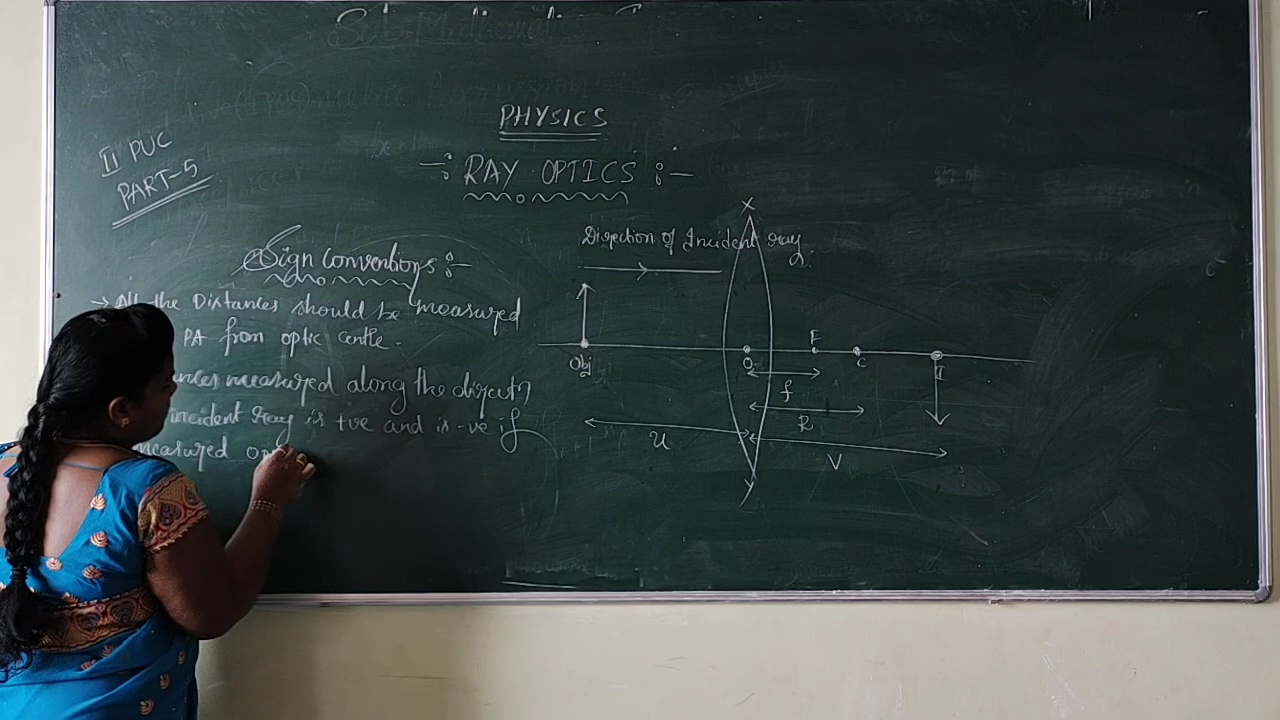 PHYSICS
II PUC
PART-5
-: RAY OPTICS :-
Sign Conventions :-
→ All the Distances should be measured
PA from optic centre.
measured along the direct?
incident ray is +ve and is -ve if
measured
Direction of Incident ray.
X
Obj
O
F
C
I
f
R
U
V
Y